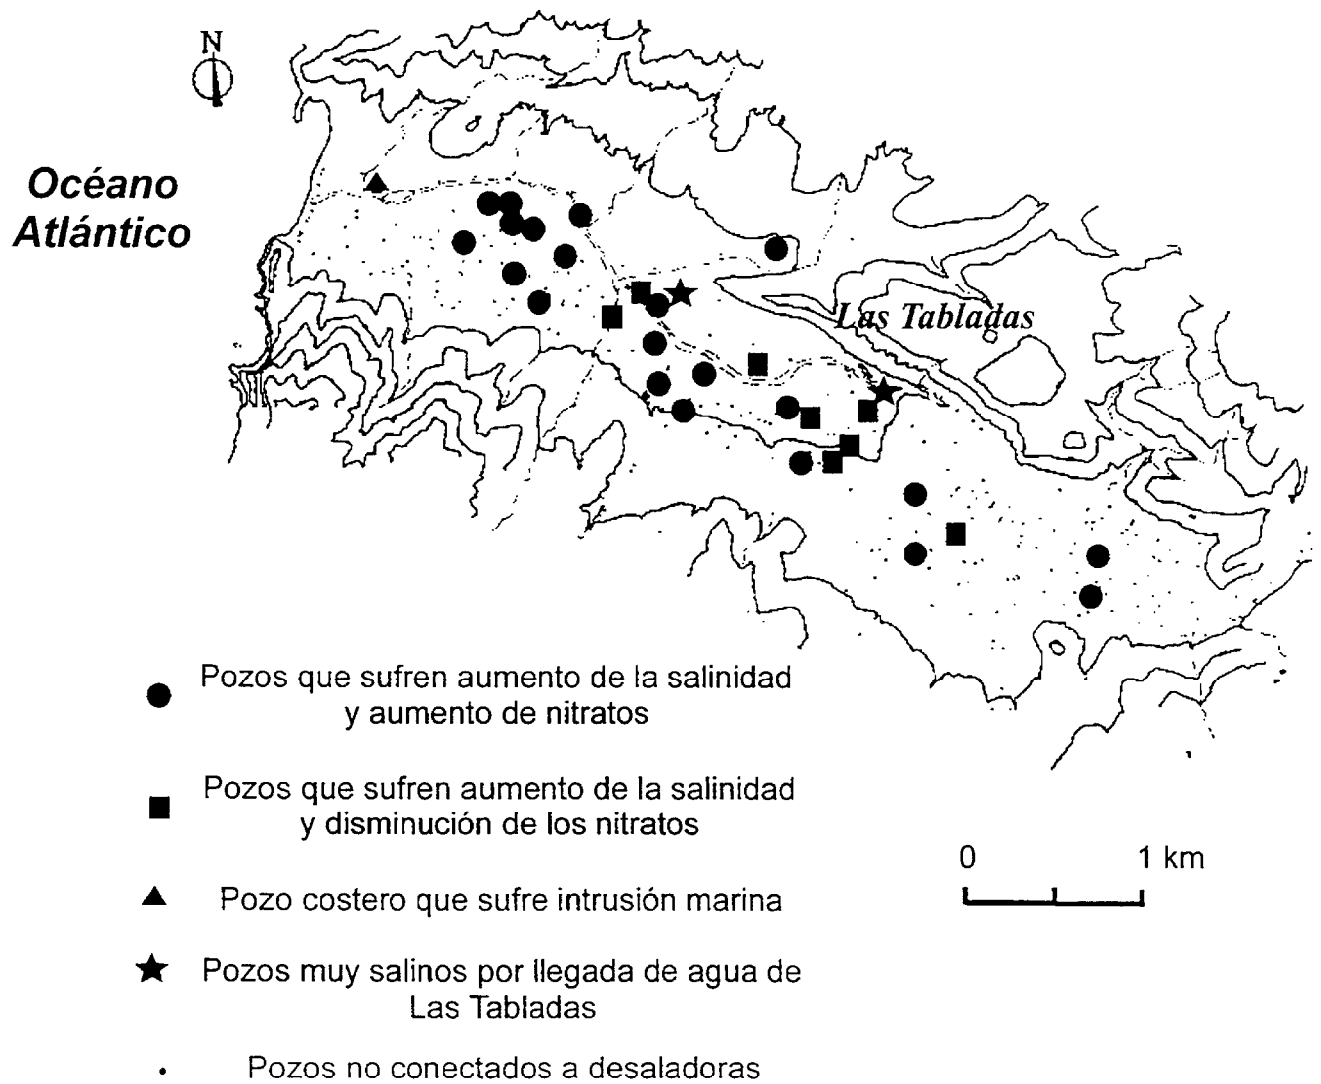 N
Océano
Atlántico
Las Tabladas
Pozos que sufren aumento de la salinidad
y aumento de nitratos
Pozos que sufren aumento de la salinidad
y disminución de los nitratos
0 1 km
Pozo costero que sufre intrusión marina
Pozos muy salinos por llegada de agua de
Las Tabladas
Pozos no conectados a desaladoras